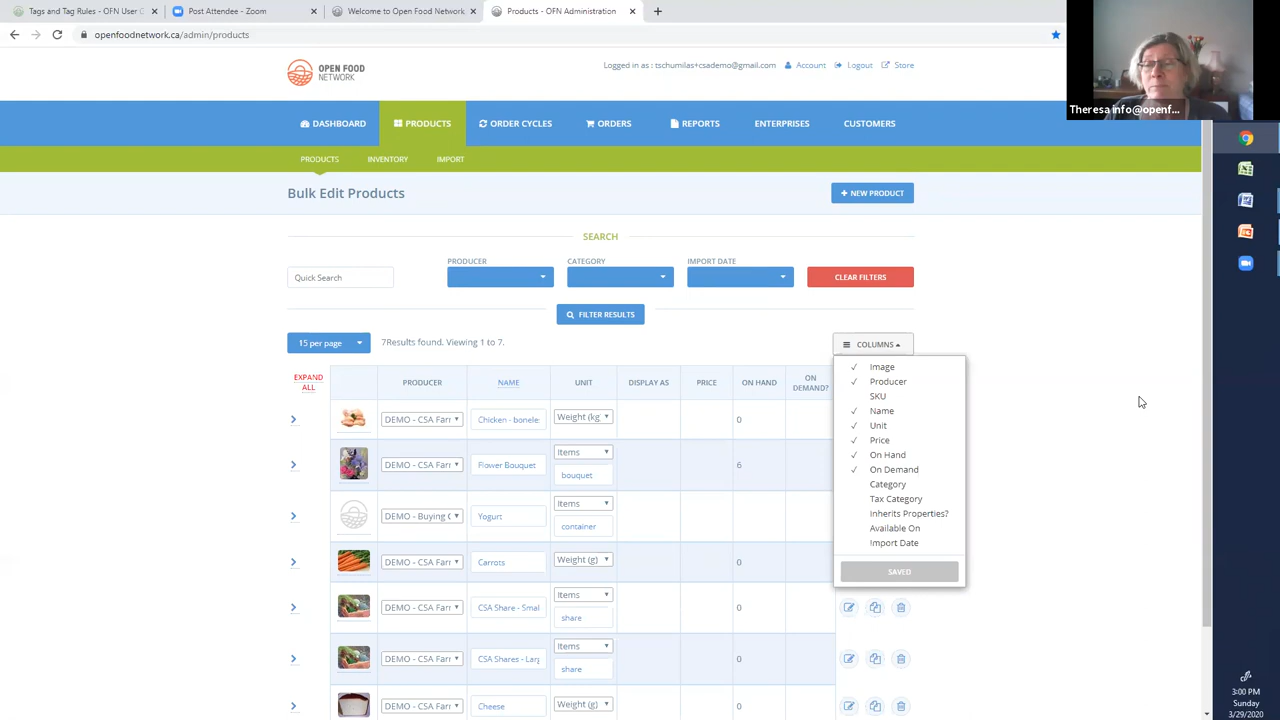 Tags and Tag Rules - OFN User G
Post Attendee - Zoom
Welcome to Open Food Network,
Products - OFN Administration
openfoodnetwork.ca/admin/products
OPEN FOOD
NETWORK
Logged in as : tschumilas+csademo@gmail.com
Account
Logout
Store
Theresa info@openf...
DASHBOARD
PRODUCTS
ORDER CYCLES
ORDERS
REPORTS
ENTERPRISES
CUSTOMERS
PRODUCTS
INVENTORY
IMPORT
Bulk Edit Products
NEW PRODUCT
SEARCH
Quick Search
PRODUCER
CATEGORY
IMPORT DATE
CLEAR FILTERS
FILTER RESULTS
15 per page
7Results found. Viewing 1 to 7.
COLUMNS
EXPAND
ALL
PRODUCER
NAME
UNIT
DISPLAY AS
PRICE
ON HAND
ON
DEMAND?
DEMO - CSA Farr
Chicken - bonele:
Weight (kg
0
DEMO - CSA Farr
Flower Bouquet
Items
bouquet
6
DEMO - Buying C
Yogurt
Items
container
DEMO - CSA Farr
Carrots
Weight (g)
0
DEMO - CSA Farr
CSA Share - Smal
Items
share
0
DEMO - CSA Farr
CSA Shares - Larg
Items
share
0
DEMO - CSA Farr
Cheese
Weight (g)
0
Image
Producer
SKU
Name
Unit
Price
On Hand
On Demand
Category
Tax Category
Inherits Properties?
Available On
Import Date
SAVED
3:00 PM
Sunday
3/29/2020